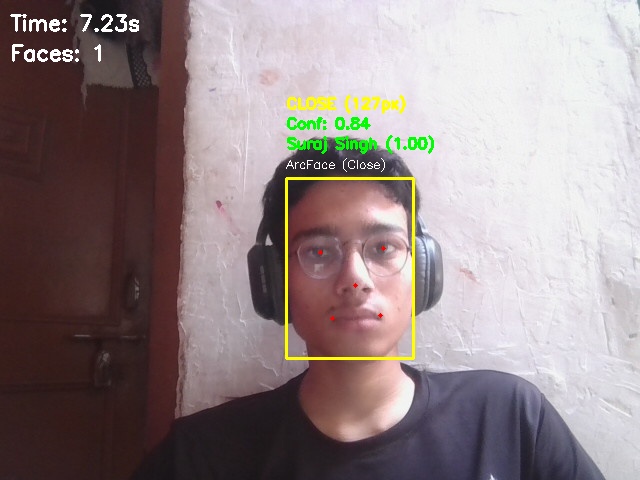 Time: 7.23s
Faces: 1
CLOSE (127px)
Conf: 0.84
Suraj Singh (1.00)
ArcFace (Close)